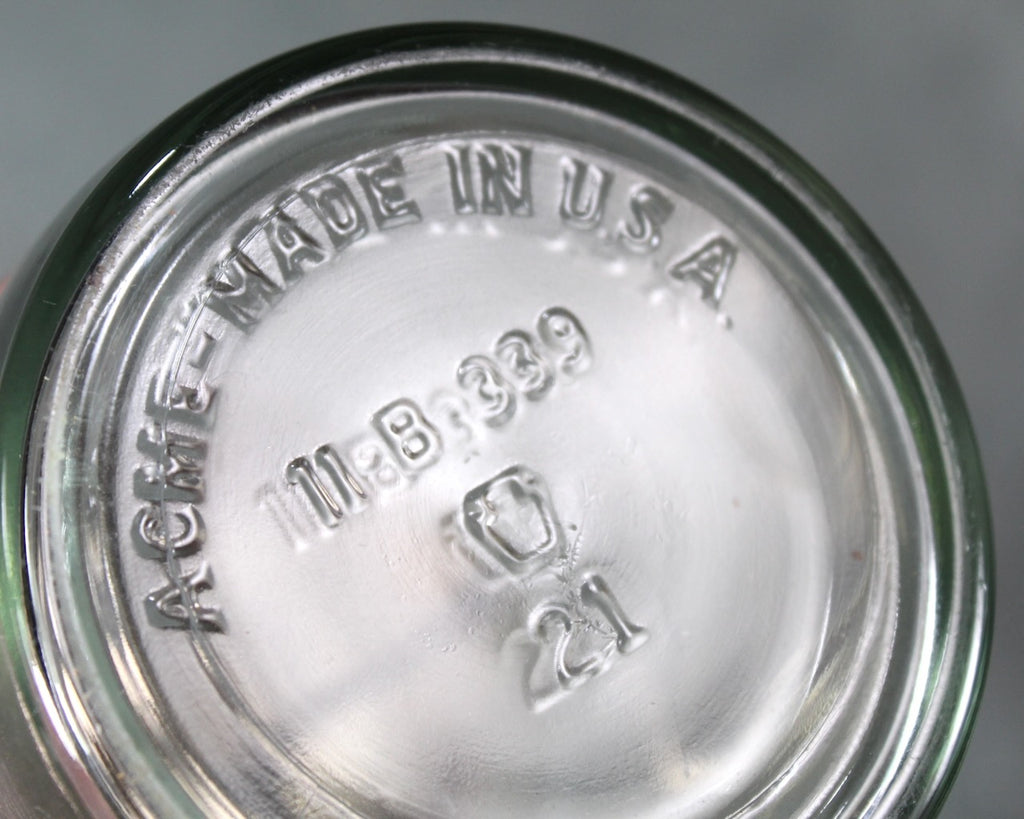 ACME-MADE IN U.S.A.
11 B 339
21